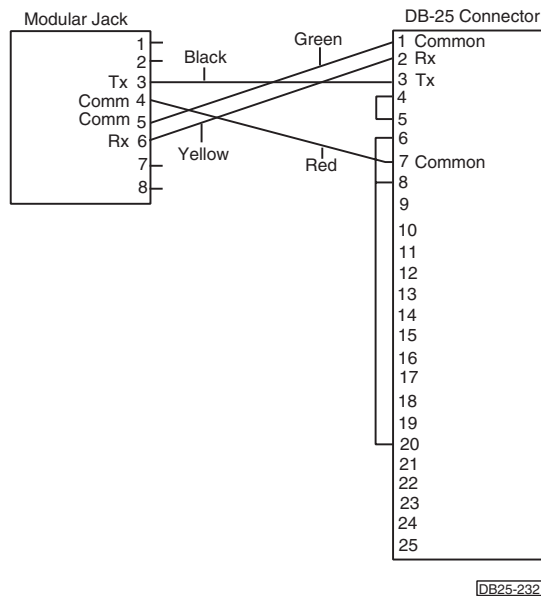 Modular Jack
1
2
Tx 3
Comm 4
Comm 5
Rx 6
7
8
Black
Green
Yellow
Red
DB-25 Connector
1 Common
2 Rx
3 Tx
4
5
6
7 Common
8
9
10
11
12
13
14
15
16
17
18
19
20
21
22
23
24
25
DB25-232